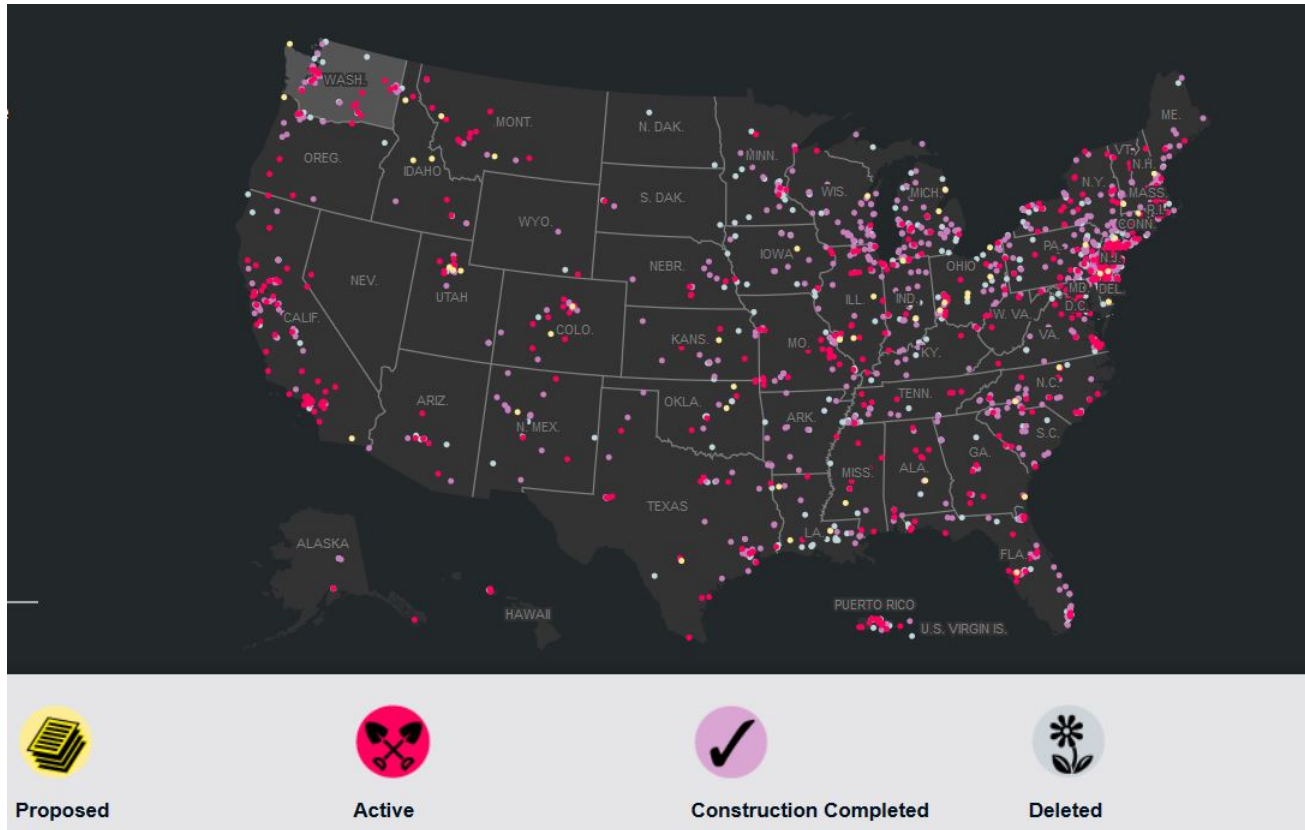 WASH.
MONT.
N. DAK.
MINN.
ME.
VT.
N.H.
OREG.
IDAHO
S. DAK.
WIS.
MICH.
N.Y.
MASS.
R.I.
CONN.
WYO.
IOWA
NEBR.
PA.
N.J.
OHIO
NEV.
UTAH
COLO.
ILL.
IND.
MD.
DEL.
D.C.
W. VA.
VA.
CALIF.
KANS.
MO.
KY.
ARIZ.
N. MEX.
OKLA.
ARK.
TENN.
N.C.
S.C.
MISS.
ALA.
GA.
TEXAS
LA.
FLA.
ALASKA
HAWAII
PUERTO RICO
U.S. VIRGIN IS.
Proposed
Active
Construction Completed
Deleted